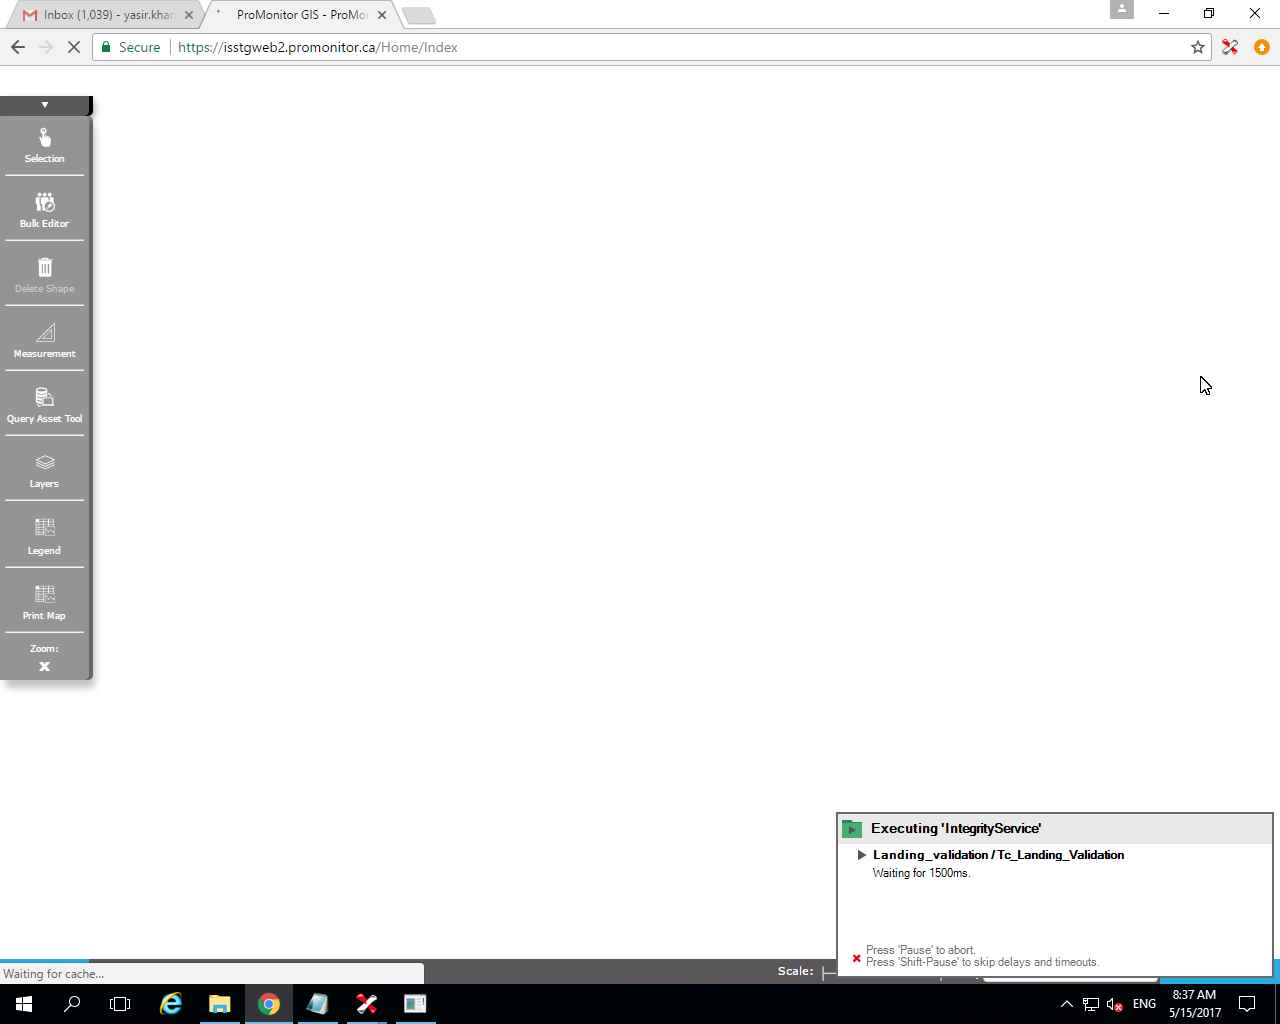 Inbox (1,039) - yasir.khan
ProMonitor GIS - ProMo
Secure
https://isstgweb2.promonitor.ca/Home/Index
Selection
Bulk Editor
Delete Shape
Measurement
Query Asset Tool
Layers
Legend
Print Map
Zoom:
Executing 'IntegrityService'
Landing_validation / Tc_Landing_Validation
Waiting for 1500ms.
Press 'Pause' to abort.
Press 'Shift-Pause' to skip delays and timeouts.
Waiting for cache...
Scale:
ENG
8:37 AM
5/15/2017